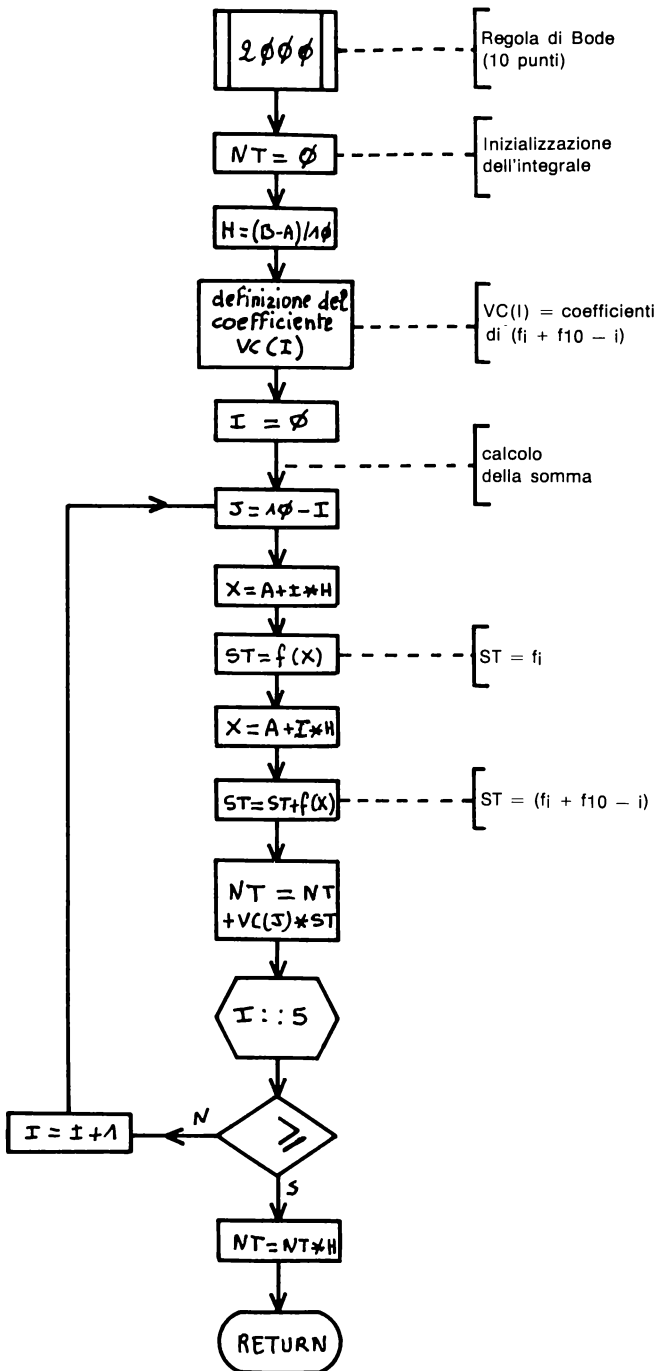 2ØØØ
Regola di Bode
(10 punti)
NT = Ø
Inizializzazione
dell'integrale
H=(B-A)/1Ø
definizione del
coefficiente
VC(I)
VC(I) = coefficienti
di (fi + f10 – i)
I = Ø
calcolo
della somma
J=1Ø-I
X=A+I*H
ST=f(X)
ST = fi
X=A+I*H
ST=ST+f(X)
ST = (fi + f10 – i)
NT = NT
+VC(J)*ST
I::5
≥
N
I=I+1
S
NT=NT*H
RETURN